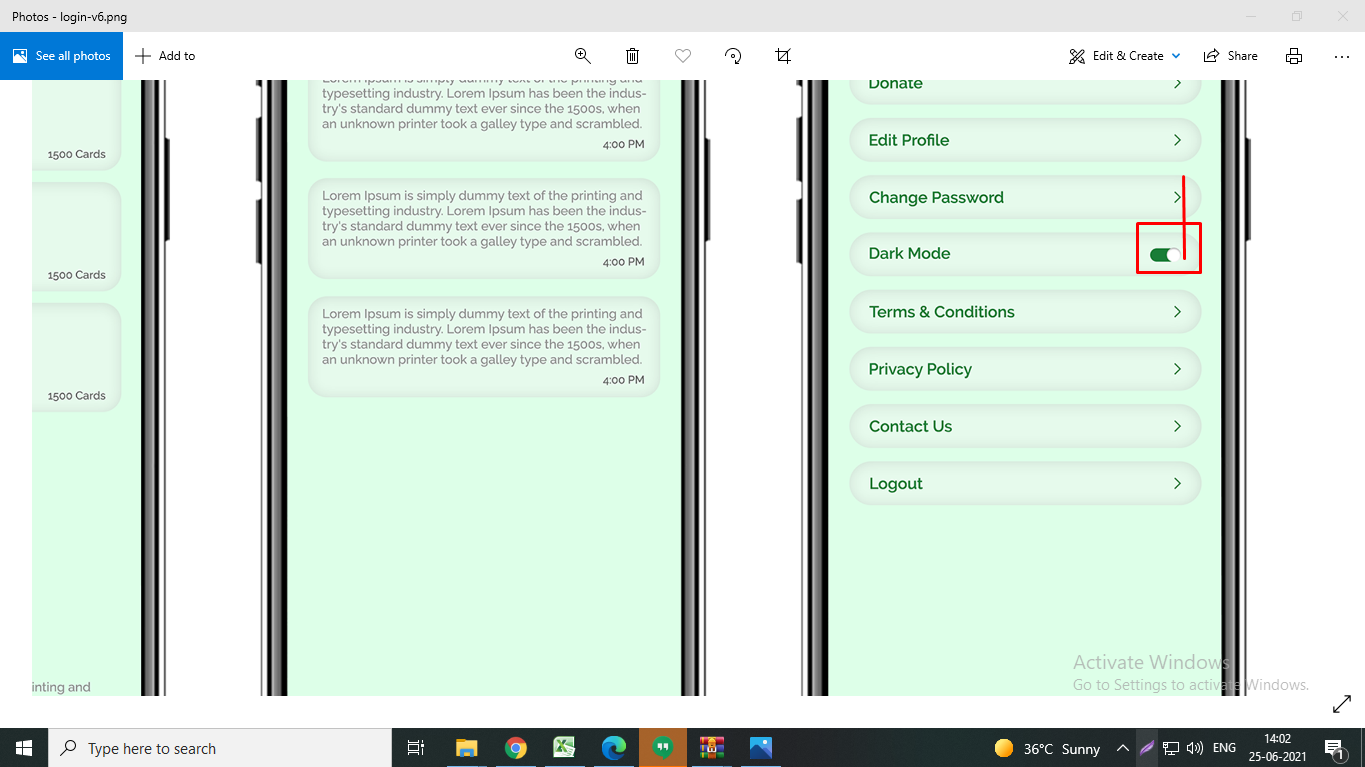 Photos - login-v6.png
See all photos
Add to
Edit & Create
Share
1500 Cards
1500 Cards
1500 Cards
inting and
Lorem Ipsum is simply dummy text of the printing and
typesetting industry. Lorem Ipsum has been the indus-
try's standard dummy text ever since the 1500s, when
an unknown printer took a galley type and scrambled.
4:00 PM
Lorem Ipsum is simply dummy text of the printing and
typesetting industry. Lorem Ipsum has been the indus-
try's standard dummy text ever since the 1500s, when
an unknown printer took a galley type and scrambled.
4:00 PM
Lorem Ipsum is simply dummy text of the printing and
typesetting industry. Lorem Ipsum has been the indus-
try's standard dummy text ever since the 1500s, when
an unknown printer took a galley type and scrambled.
4:00 PM
Donate
Edit Profile
Change Password
Dark Mode
Terms & Conditions
Privacy Policy
Contact Us
Logout
Activate Windows
Go to Settings to activate Windows.
Type here to search
36°C Sunny
ENG
14:02
25-06-2021
1